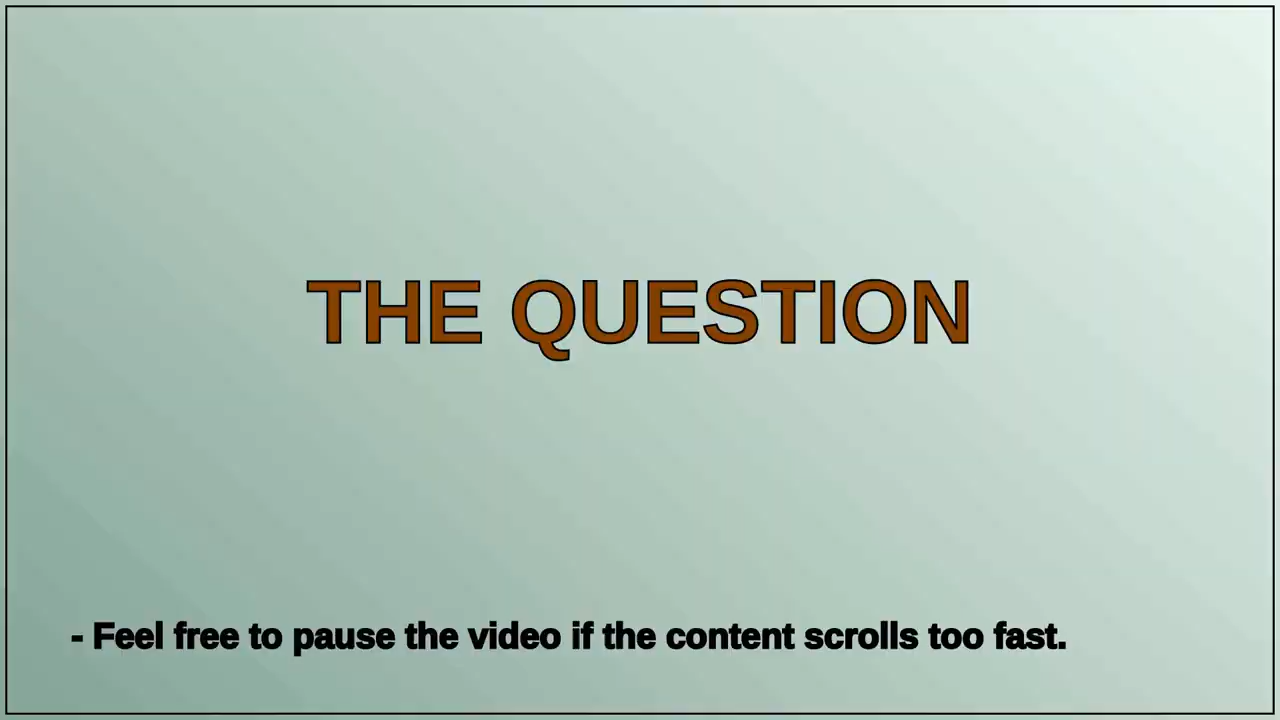 THE QUESTION
- Feel free to pause the video if the content scrolls too fast.